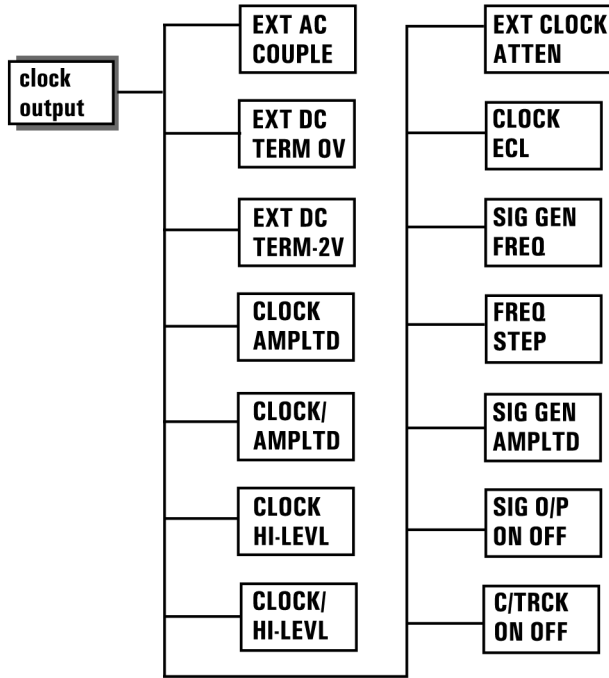 clock
output
EXT AC
COUPLE
EXT DC
TERM OV
EXT DC
TERM-2V
CLOCK
AMPLTD
CLOCK/
AMPLTD
CLOCK
HI-LEVL
CLOCK/
HI-LEVL
EXT CLOCK
ATTEN
CLOCK
ECL
SIG GEN
FREQ
FREQ
STEP
SIG GEN
AMPLTD
SIG O/P
ON OFF
C/TRCK
ON OFF